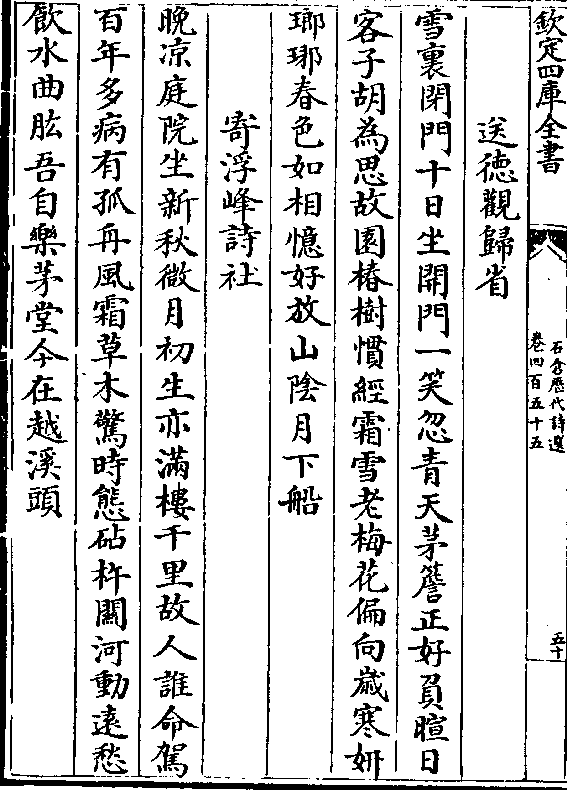 欽定四庫全書
石倉歷代詩選
卷四百五十五
五十
送德觀歸省
雪裏閉門十日坐開門一笑忽青天茅簷正好負暄日
客子胡為思故園椿樹慣經霜雪老梅花偏向歲寒妍
瑯琊春色如相憶好放山陰月下船
寄浮峰詩社
晚凉庭院坐新秋微月初生亦滿樓千里故人誰命駕
百年多病有孤舟風霜草木驚時態砧杵關河動遠愁
飲水曲肱吾自樂茅堂今在越溪頭